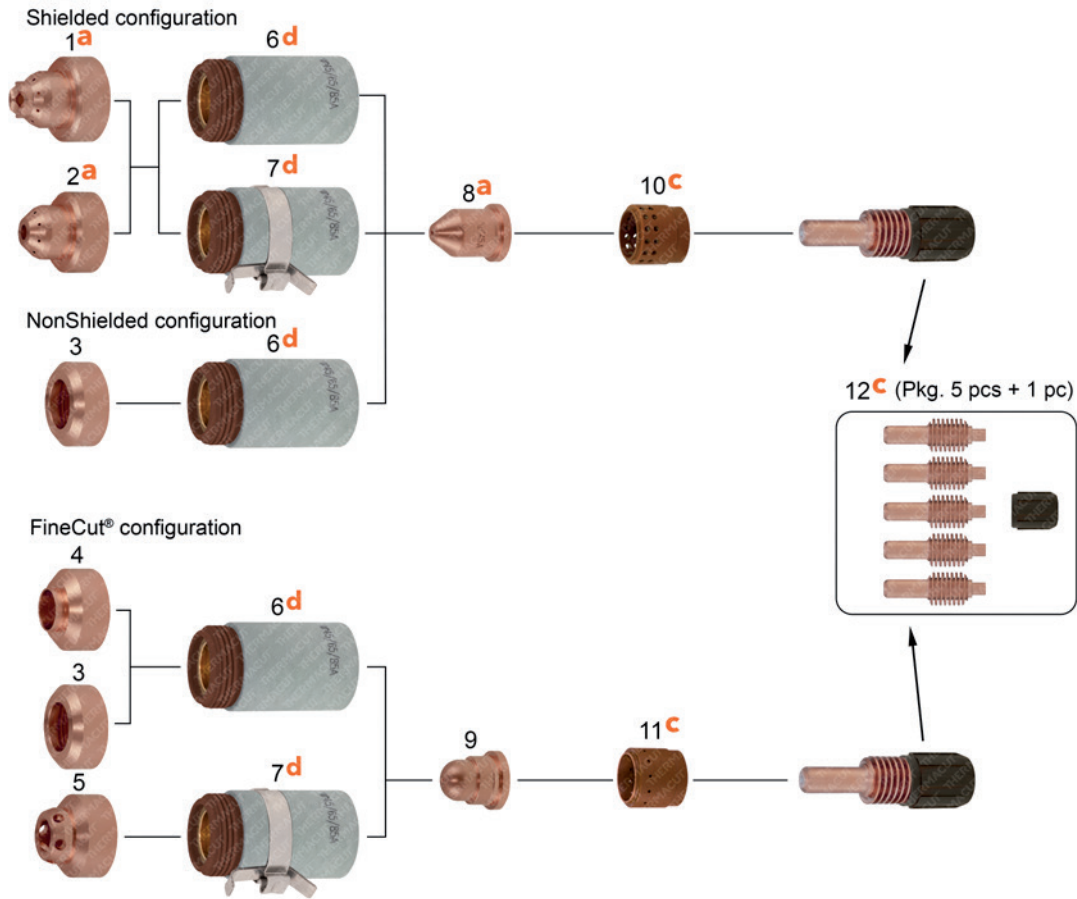 Shielded configuration
1a
6d
2a
7d
8a
10c
NonShielded configuration
3
6d
12c (Pkg. 5 pcs + 1 pc)
FineCut® configuration
4
6d
3
9
11c
5
7d